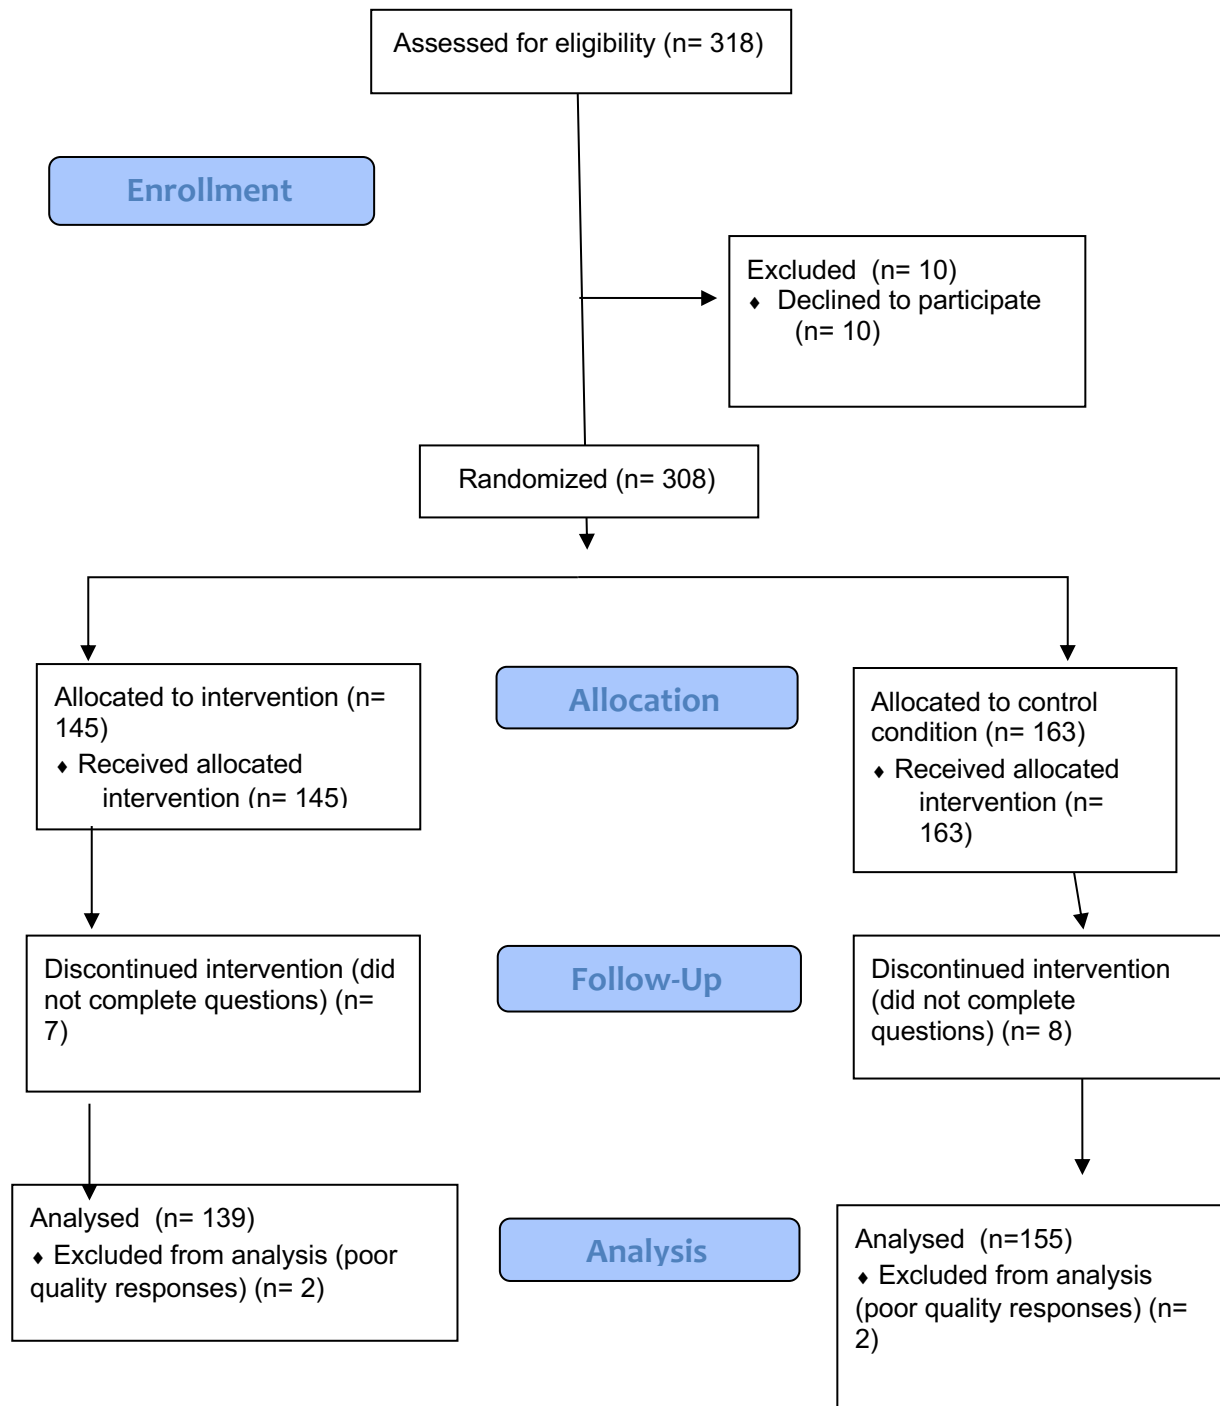 Assessed for eligibility (n= 318)
Enrollment
Excluded  (n= 10)
♦ Declined to participate
(n= 10)
Randomized (n= 308)
Allocated to intervention (n=
145)
♦ Received allocated
intervention (n= 145)
Allocation
Allocated to control
condition (n= 163)
♦ Received allocated
intervention (n=
163)
Discontinued intervention (did
not complete questions) (n=
7)
Follow-Up
Discontinued intervention
(did not complete
questions) (n= 8)
Analysed  (n= 139)
♦ Excluded from analysis (poor
quality responses) (n= 2)
Analysis
Analysed  (n=155)
♦ Excluded from analysis
(poor quality responses) (n=
2)